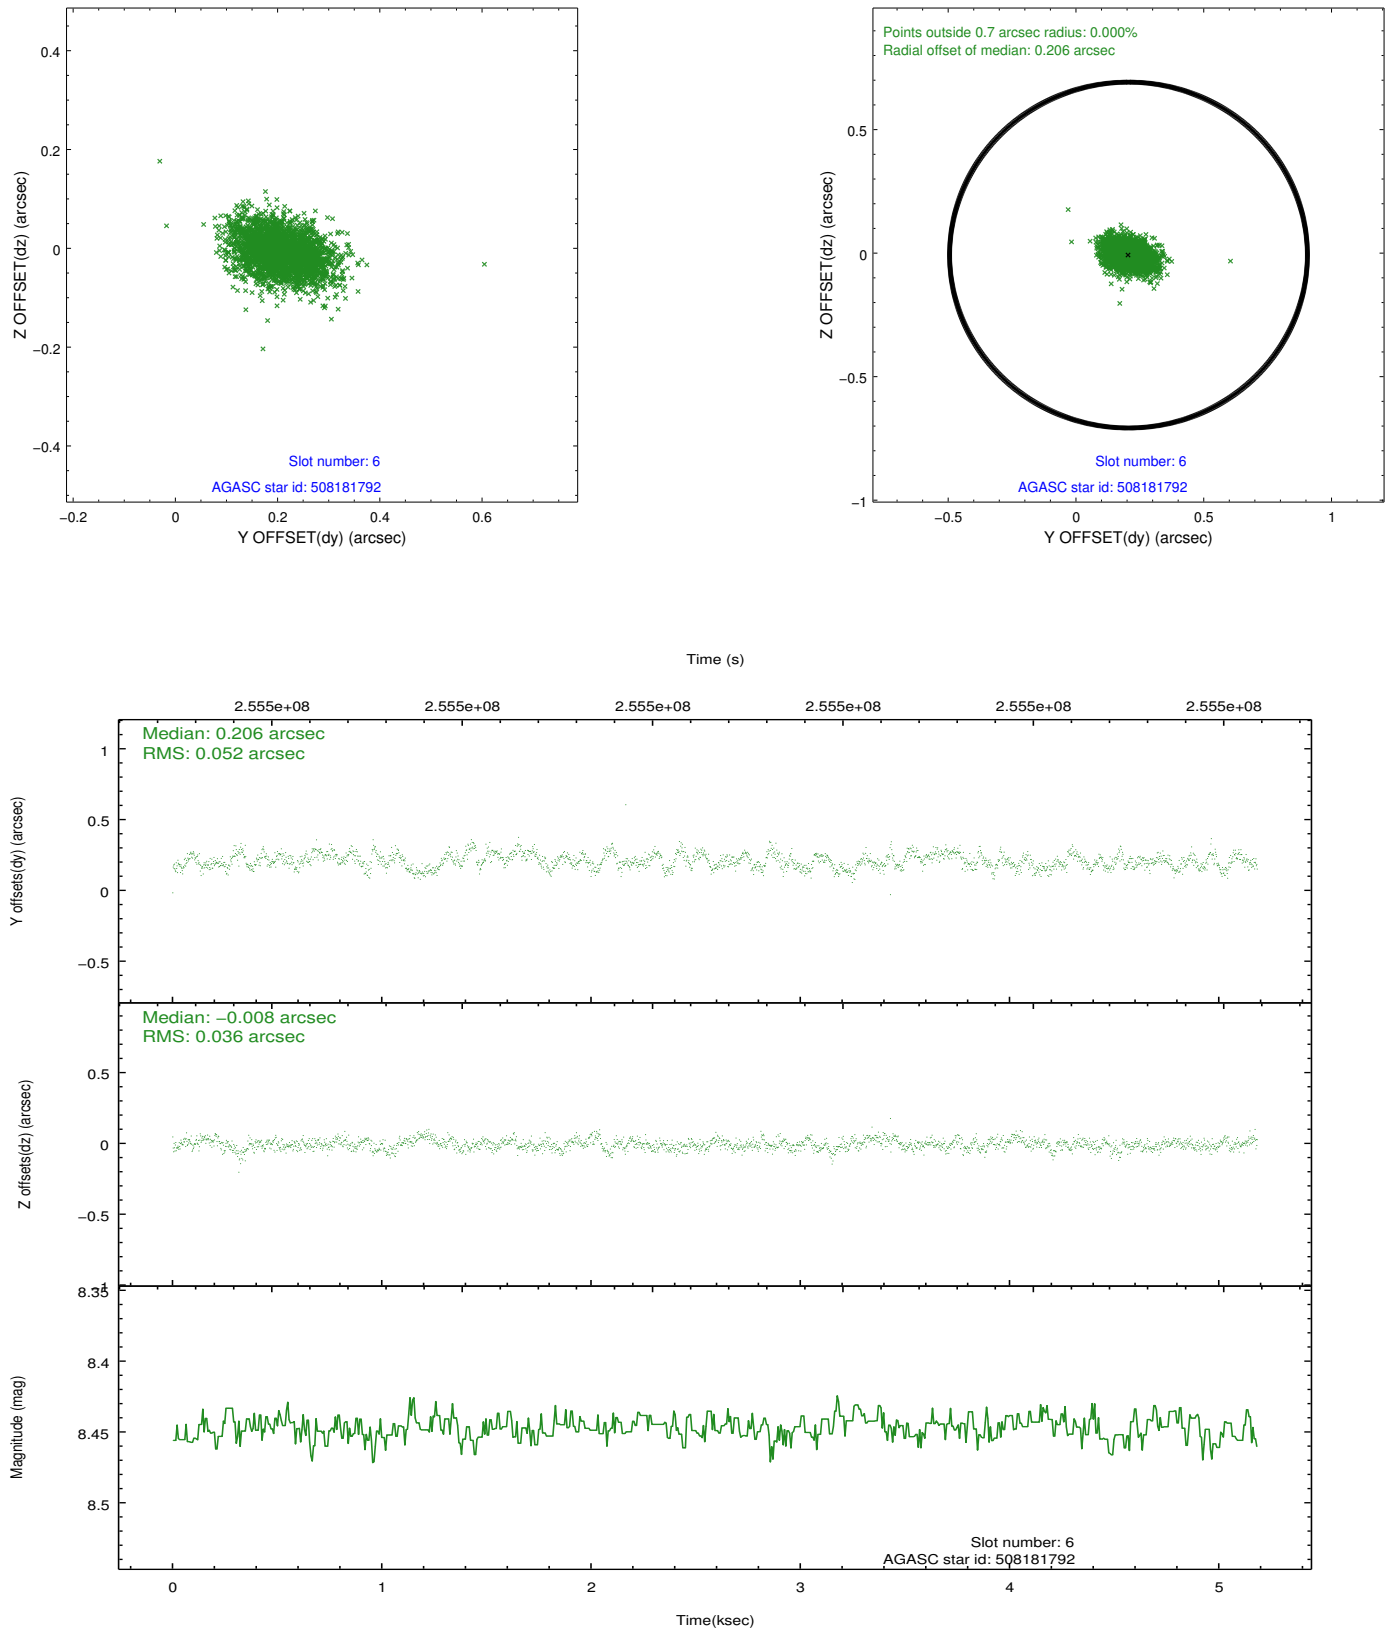 0.4
0.2
0
−0.2
−0.4
Z OFFSET(dz) (arcsec)
Slot number: 6
AGASC star id: 508181792
−0.2 0 0.2 0.4 0.6
Y OFFSET(dy) (arcsec)
Points outside 0.7 arcsec radius: 0.000%
Radial offset of median: 0.206 arcsec
0.5
0
−0.5
−1
Z OFFSET(dz) (arcsec)
Slot number: 6
AGASC star id: 508181792
−0.5 0 0.5 1
Y OFFSET(dy) (arcsec)
Time (s)
2.555e+08 2.555e+08 2.555e+08 2.555e+08 2.555e+08 2.555e+08
Median: 0.206 arcsec
RMS: 0.052 arcsec
1
0.5
0
−0.5
Y offsets(dy) (arcsec)
Median: −0.008 arcsec
RMS: 0.036 arcsec
0.5
0
−0.5
Z offsets(dz) (arcsec)
8.35
8.4
8.45
8.5
Magnitude (mag)
Slot number: 6
AGASC star id: 508181792
0 1 2 3 4 5
Time(ksec)